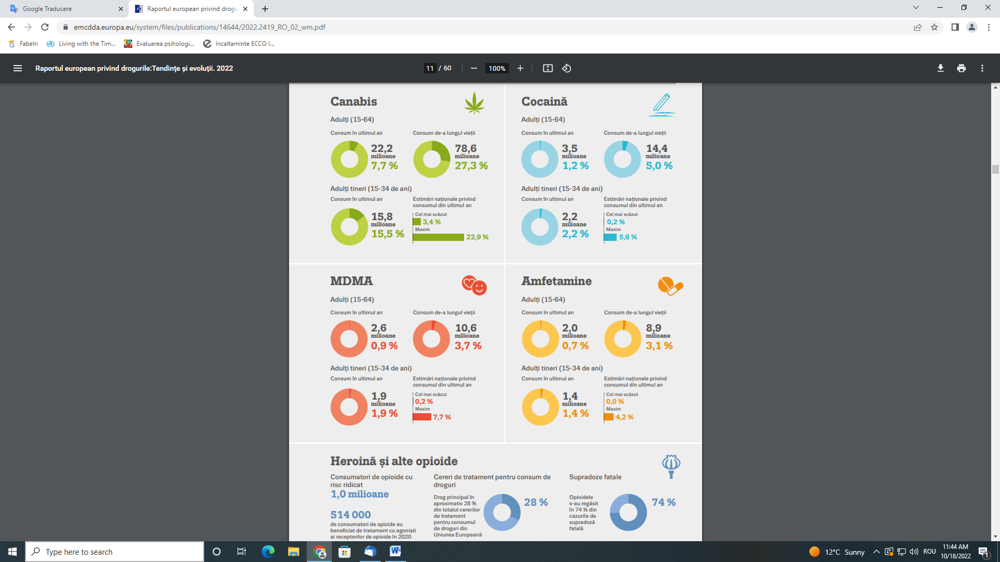 Google Traducere
Raportul european privind drogu
emcdda.europa.eu/system/files/publications/14644/2022.2419_RO_02_wm.pdf
Fabeln
Living with the Tim...
Evaluarea psihologi...
Incaltaminte ECCO l...
Raportul european privind drogurile:Tendințe și evoluții. 2022
11 / 60
100%
Canabis
Adulți (15-64)
Consum în ultimul an
22,2
milioane
7,7 %
Consum de-a lungul vieții
78,6
milioane
27,3 %
Adulți tineri (15-34 de ani)
Consum în ultimul an
15,8
milioane
15,5 %
Estimări naționale privind
consumul din ultimul an
Cel mai scăzut
3,4 %
Maxim
22,9 %
Cocaină
Adulți (15-64)
Consum în ultimul an
3,5
milioane
1,2 %
Consum de-a lungul vieții
14,4
milioane
5,0 %
Adulți tineri (15-34 de ani)
Consum în ultimul an
2,2
milioane
2,2 %
Estimări naționale privind
consumul din ultimul an
Cel mai scăzut
0,2 %
Maxim
5,6 %
MDMA
Adulți (15-64)
Consum în ultimul an
2,6
milioane
0,9 %
Consum de-a lungul vieții
10,6
milioane
3,7 %
Adulți tineri (15-34 de ani)
Consum în ultimul an
1,9
milioane
1,9 %
Estimări naționale privind
consumul din ultimul an
Cel mai scăzut
0,2 %
Maxim
7,7 %
Amfetamine
Adulți (15-64)
Consum în ultimul an
2,0
milioane
0,7 %
Consum de-a lungul vieții
8,9
milioane
3,1 %
Adulți tineri (15-34 de ani)
Consum în ultimul an
1,4
milioane
1,4 %
Estimări naționale privind
consumul din ultimul an
Cel mai scăzut
0,0 %
Maxim
4,2 %
Heroină și alte opioide
Consumatori de opioide cu
risc ridicat
1,0 milioane
514 000
de consumatori de opioide au
beneficiat de tratament cu agoniști
ai receptorilor de opioide în 2020
Cereri de tratament pentru consum de
droguri
Drog principal în
aproximativ 28 %
din totalul cererilor
de tratament
pentru consumul
de droguri din
Uniunea Europeană
28 %
Supradoze fatale
Opioidele
s-au regăsit
în 74 % din
cazurile de
supradoză
fatală
74 %
Type here to search
12°C Sunny
ROU
11:44 AM
10/18/2022
1